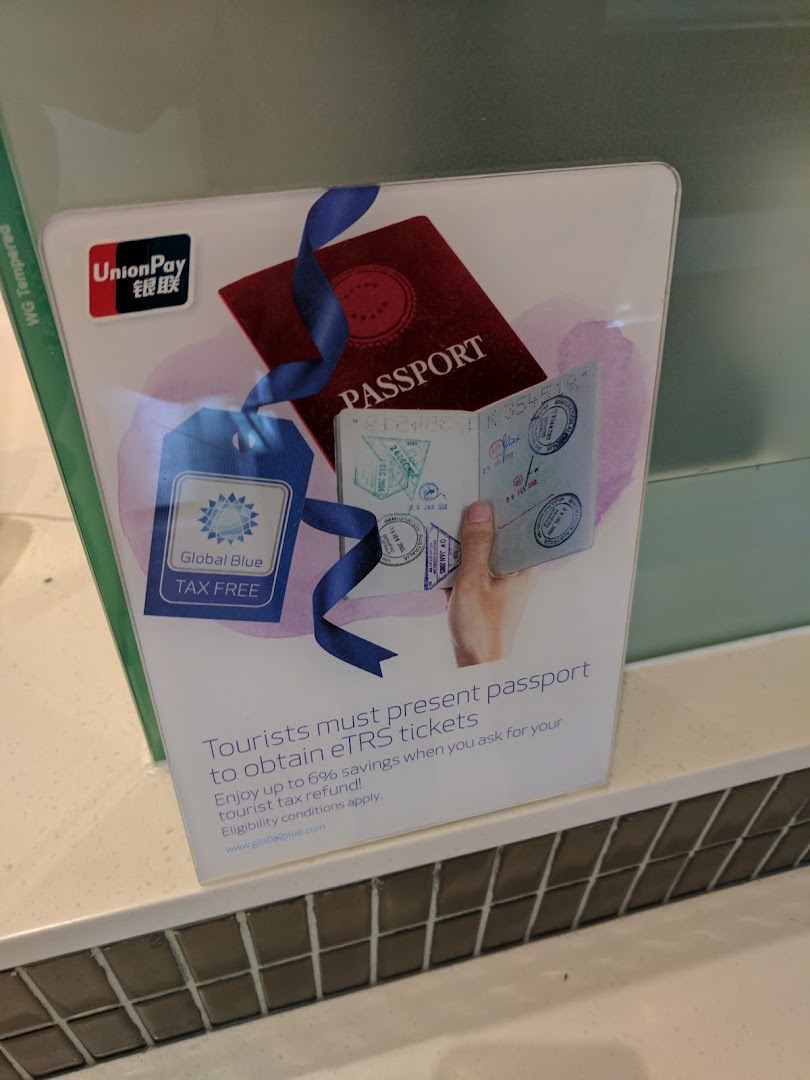 WG Tempered
UnionPay
银联
PASSPORT
Global Blue
TAX FREE
Tourists must present passport
to obtain eTRS tickets
Enjoy up to 6% savings when you ask for your
tourist tax refund!
Eligibility conditions apply.
www.globalblue.com